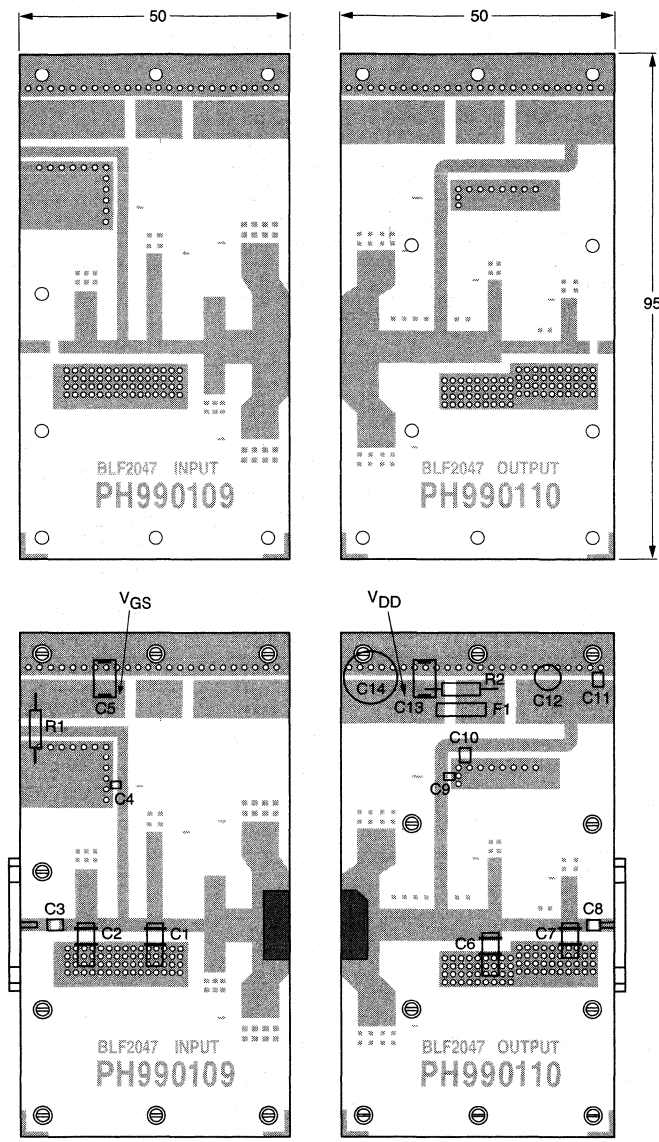 50
50
95
BLF2047 INPUT
PH990109
BLF2047 OUTPUT
PH990110
VGS
VDD
C5
R1
C4
C3
C2
C1
BLF2047 INPUT
PH990109
C14
C13
R2
F1
C12
C11
C10
C9
C8
C7
C6
BLF2047 OUTPUT
PH990110